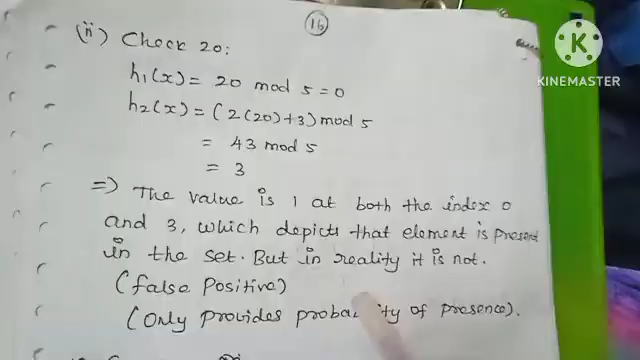 16
(ii) Check 20:
h1(x) = 20 mod 5 = 0
h2(x) = (2(20)+3) mod 5
= 43 mod 5
= 3
=> The value is 1 at both the index 0
and 3, which depicts that element is present
in the set. But in reality it is not.
(false Positive)
(Only provides probability of presence).
K
KINEMASTER